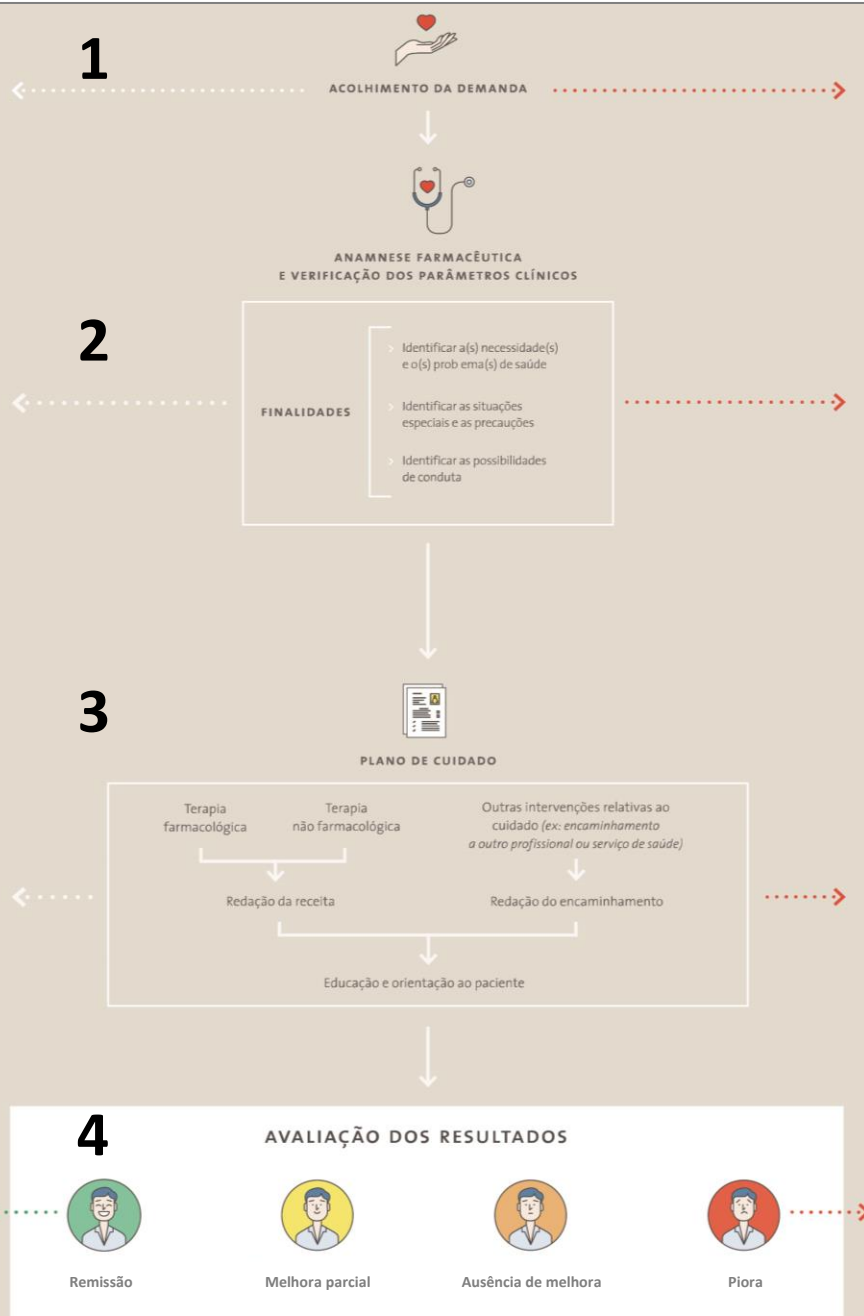 1
ACOLHIMENTO DA DEMANDA
ANAMNESE FARMACÊUTICA
E VERIFICAÇÃO DOS PARÂMETROS CLÍNICOS
2
FINALIDADES
Identificar a(s) necessidade(s)
e o(s) prob ema(s) de saúde
Identificar as situações
especiais e as precauções
Identificar as possibilidades
de conduta
3
PLANO DE CUIDADO
Terapia
farmacológica
Terapia
não farmacológica
Outras intervenções relativas ao
cuidado (ex: encaminhamento
a outro profissional ou serviço de saúde)
Redação da receita
Redação do encaminhamento
Educação e orientação ao paciente
4
AVALIAÇÃO DOS RESULTADOS
Remissão
Melhora parcial
Ausência de melhora
Piora